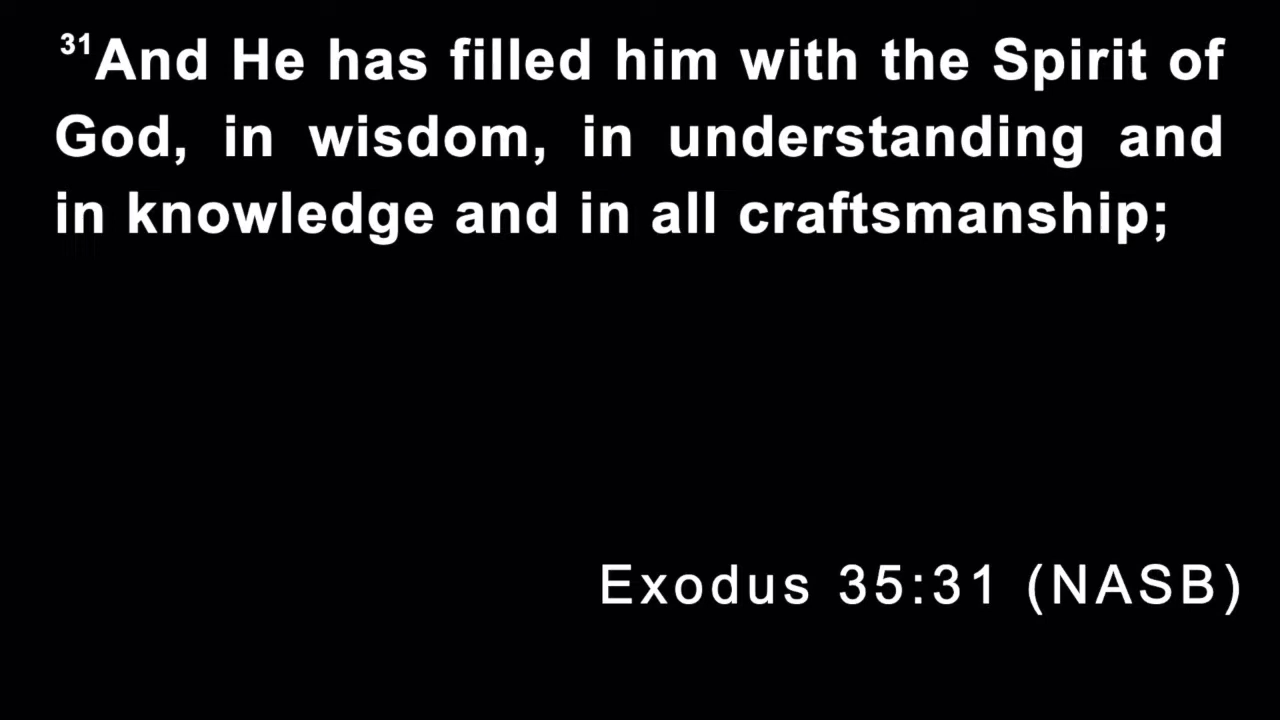 31And He has filled him with the Spirit of
God, in wisdom, in understanding and
in knowledge and in all craftsmanship;
Exodus 35:31 (NASB)